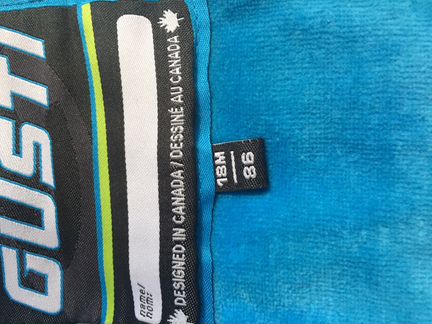 GUSTI
name/
nom:
DESIGNED IN CANADA / DESSINÉ AU CANADA
18M
86